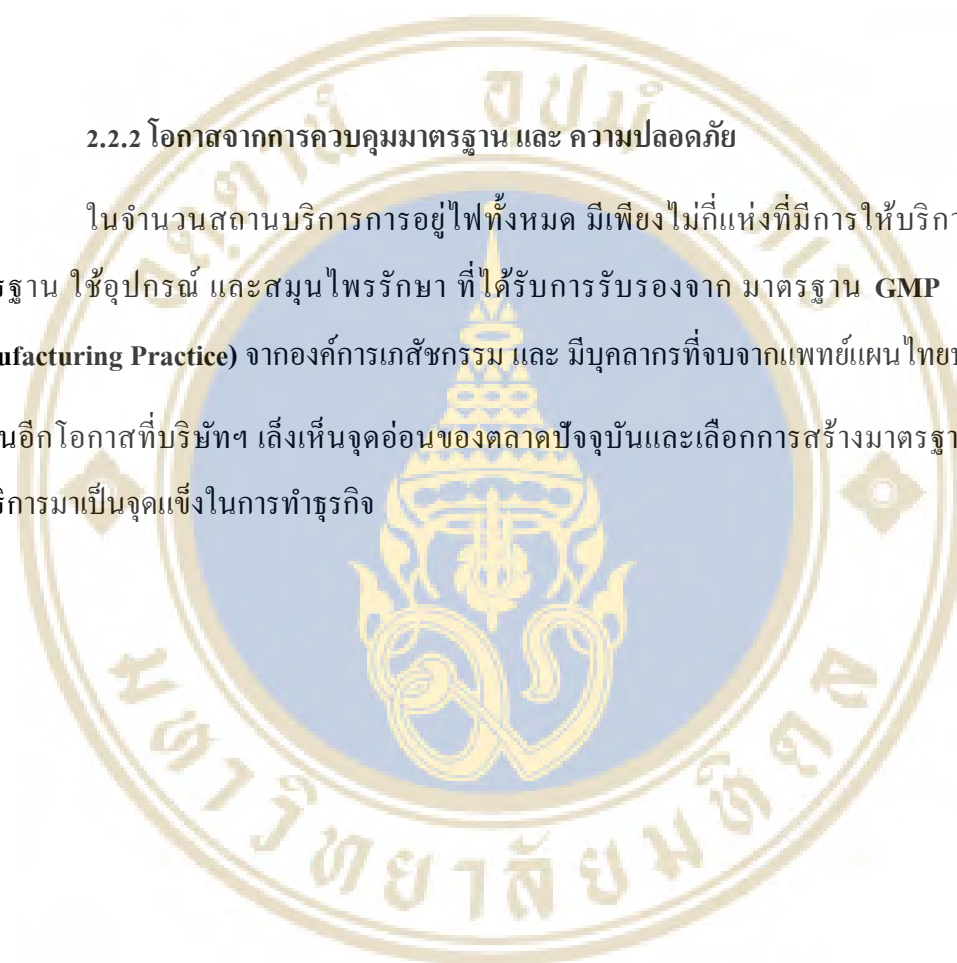 2.2.2 โอกาสจากการควบคุมมาตรฐาน และ ความปลอดภัย
ในจำนวนสถานบริการการอยู่ไฟทั้งหมด มีเพียงไม่กี่แห่งที่มีการให้บริกา
รฐาน ใช้อุปกรณ์ และสมุนไพรรักษา ที่ได้รับการรับรองจาก มาตรฐาน GMP
ufacturing Practice) จากองค์การเภสัชกรรม และ มีบุคลากรที่จบจากแพทย์แผนไทย
นอีกโอกาสที่บริษัทฯ เล็งเห็นจุดอ่อนของตลาดปัจจุบันและเลือกการสร้างมาตรฐา
ริการมาเป็นจุดแข็งในการทำธุรกิจ
มหาวิทยาลัยมหิดล